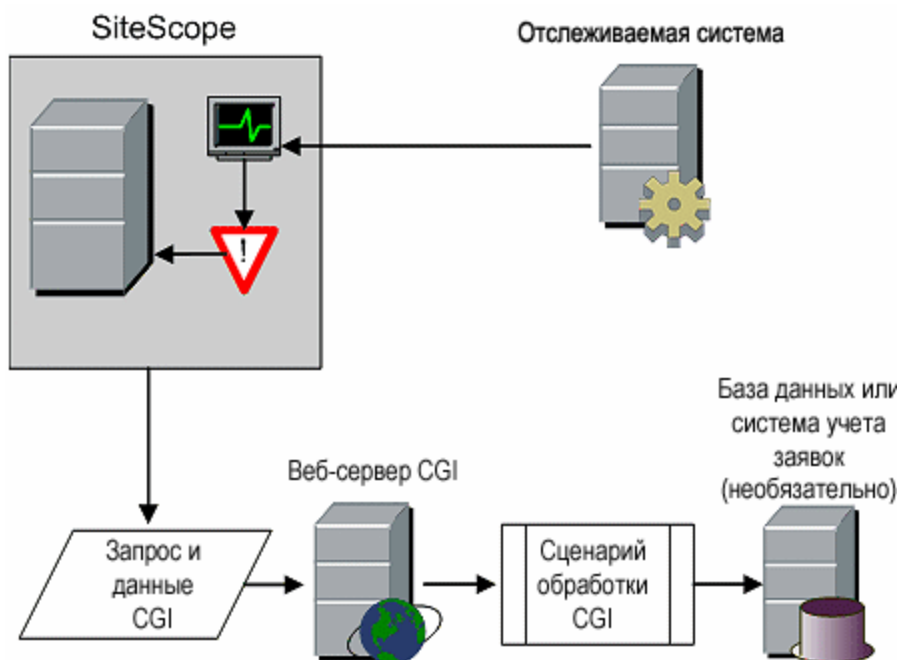 SiteScope
Отслеживаемая система
!
База данных или
система учета
заявок
(необязательно)
Веб-сервер CGI
Запрос и
данные
CGI
Сценарий
обработки
CGI